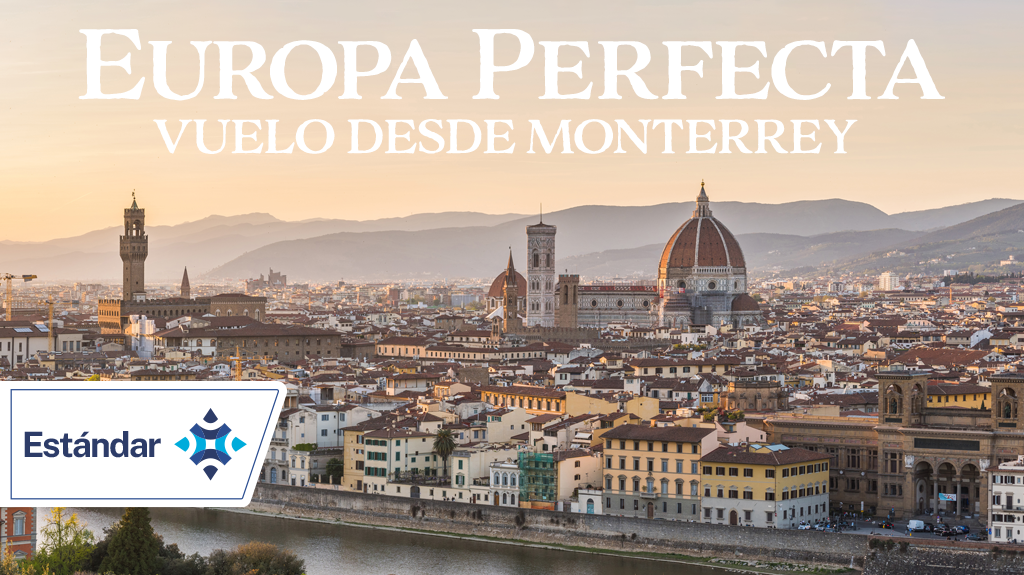 EUROPA PERFECTA
VUELO DESDE MONTERREY
Estándar